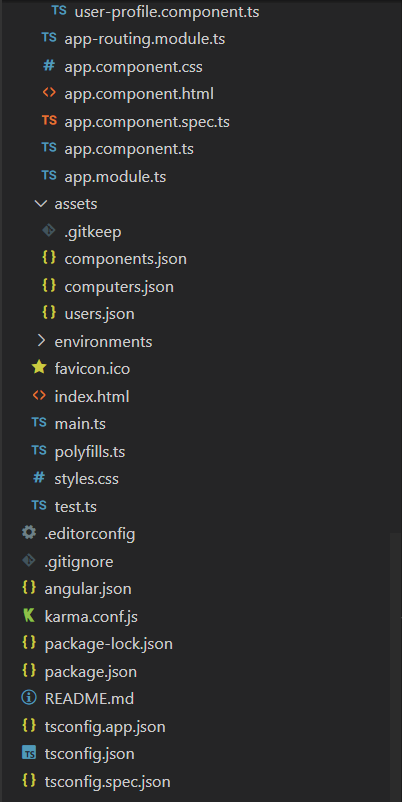 TS user-profile.component.ts
TS app-routing.module.ts
# app.component.css
<> app.component.html
TS app.component.spec.ts
TS app.component.ts
TS app.module.ts
assets
.gitkeep
{} components.json
{} computers.json
{} users.json
environments
favicon.ico
<> index.html
TS main.ts
TS polyfills.ts
# styles.css
TS test.ts
.editorconfig
.gitignore
{} angular.json
karma.conf.js
{} package-lock.json
{} package.json
README.md
{} tsconfig.app.json
TS tsconfig.json
{} tsconfig.spec.json